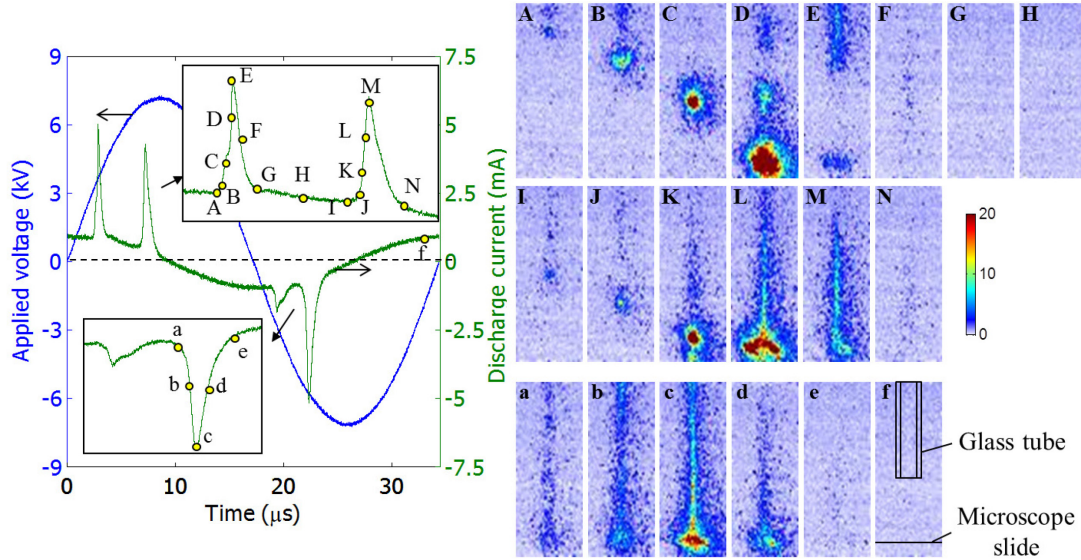 9
6
3
0
-3
-6
-9
Applied voltage (kV)
0
10
20
30
Time (μs)
7.5
5
2.5
0
-2.5
-5
-7.5
Discharge current (mA)
A
B
C
D
E
F
G
H
I
J
K
L
M
N
a
b
c
d
e
f
A
B
C
D
E
F
G
H
I
J
K
L
M
N
20
10
0
a
b
c
d
e
f
Glass tube
Microscope
slide